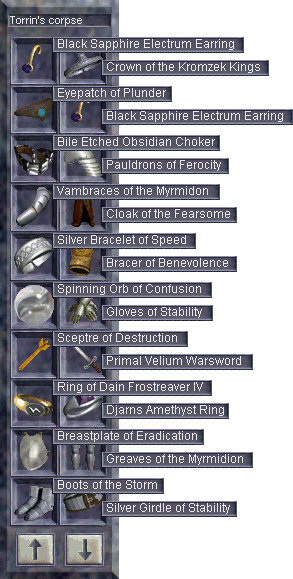 Torrin's corpse
Black Sapphire Electrum Earring
Crown of the Kromzek Kings
Eyepatch of Plunder
Black Sapphire Electrum Earring
Bile Etched Obsidian Choker
Pauldrons of Ferocity
Vambraces of the Myrmidon
Cloak of the Fearsome
Silver Bracelet of Speed
Bracer of Benevolence
Spinning Orb of Confusion
Gloves of Stability
Sceptre of Destruction
Primal Velium Warsword
Ring of Dain Frostreaver IV
Djarns Amethyst Ring
Breastplate of Eradication
Greaves of the Myrmidon
Boots of the Storm
Silver Girdle of Stability